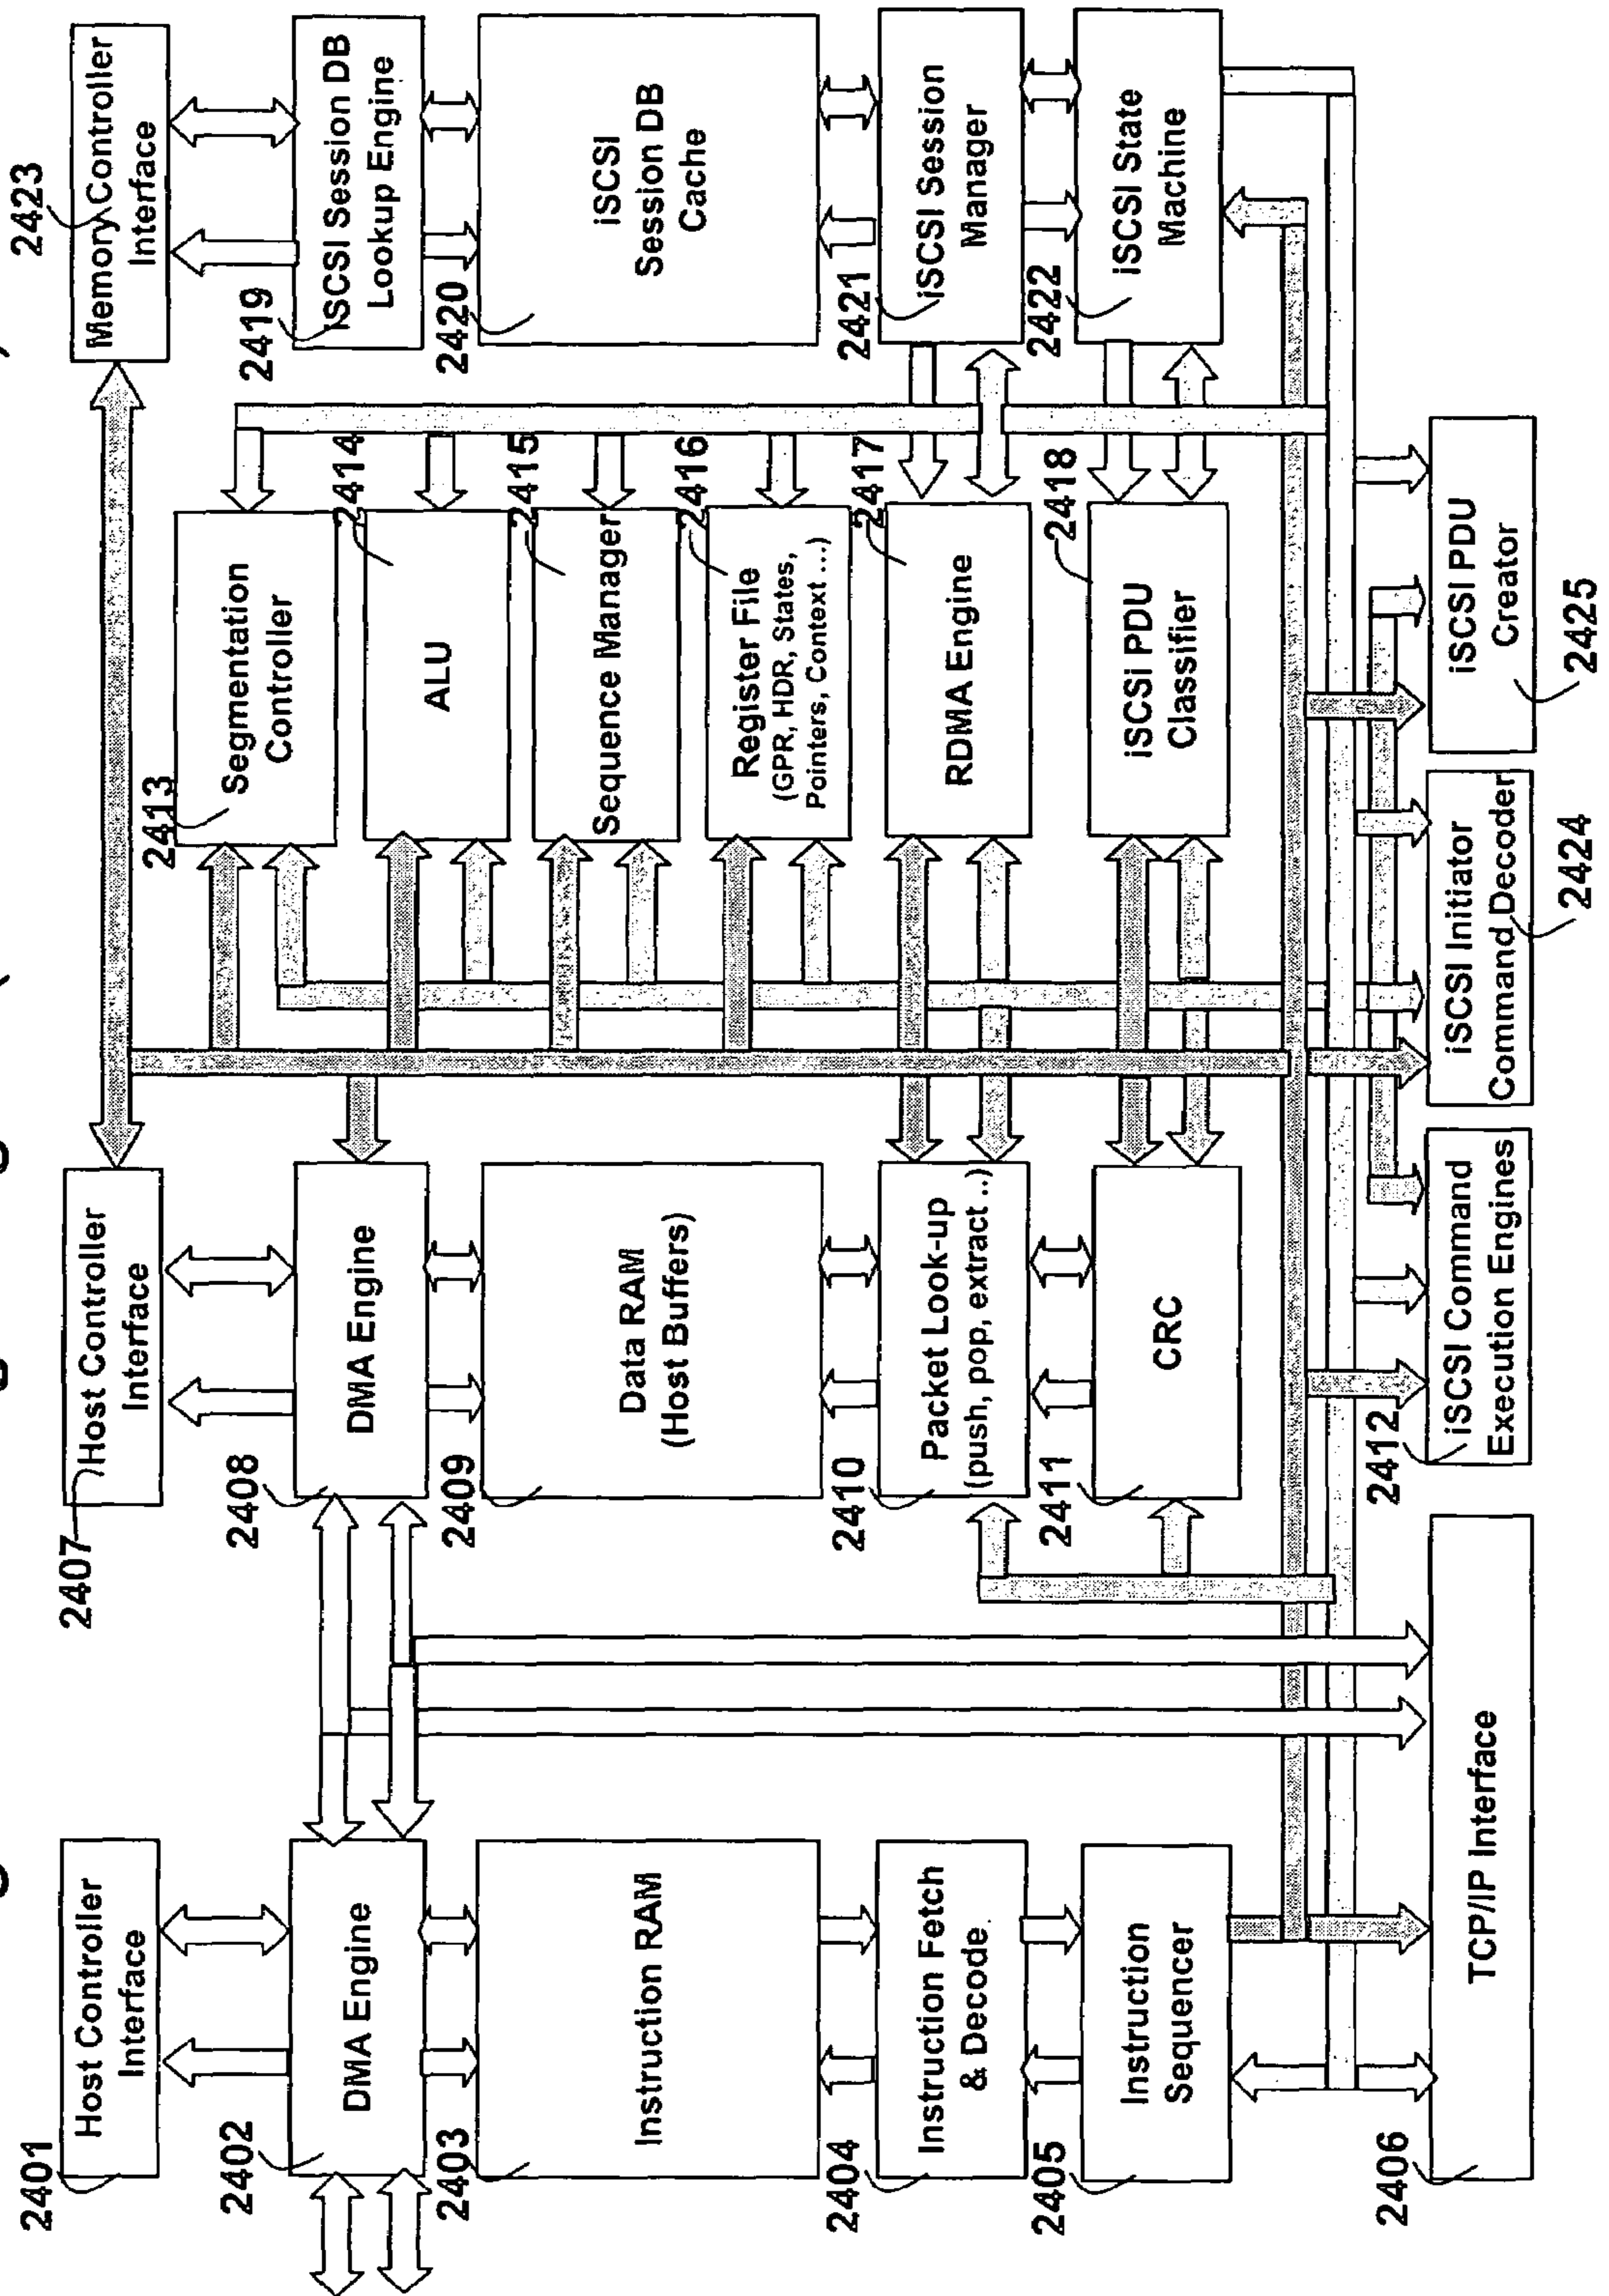 2401
Host Controller
Interface
2402
DMA Engine
2403
Instruction RAM
2404
Instruction Fetch
& Decode
2405
Instruction
Sequencer
2406
TCP/IP Interface
2407
Host Controller
Interface
2408
DMA Engine
2409
Data RAM
(Host Buffers)
2410
Packet Look-up
(push, pop, extract ..)
2411
CRC
2412
iSCSI Command
Execution Engines
2413
Segmentation
Controller
2414
ALU
2415
Sequence Manager
2416
Register File
(GPR, HDR, States,
Pointers, Context ...)
2417
RDMA Engine
2418
iSCSI PDU
Classifier
2423
Memory Controller
Interface
2419
iSCSI Session DB
Lookup Engine
2420
iSCSI
Session DB
Cache
2421
iSCSI Session
Manager
2422
iSCSI State
Machine
iSCSI Initiator
Command Decoder
2424
iSCSI PDU
Creator
2425